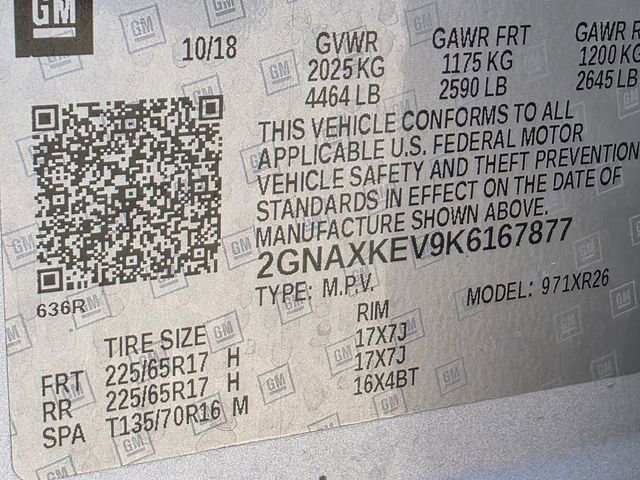 GM
10/18
GVWR GAWR FRT GAWR R
2025 KG 1175 KG 1200 KG
4464 LB 2590 LB 2645 LB
THIS VEHICLE CONFORMS TO ALL
APPLICABLE U.S. FEDERAL MOTOR
VEHICLE SAFETY AND THEFT PREVENTION
STANDARDS IN EFFECT ON THE DATE OF
MANUFACTURE SHOWN ABOVE.
2GNAXKEV9K6167877
TYPE: M.P.V. MODEL: 971XR26
636R
TIRE SIZE RIM
FRT 225/65R17 H 17X7J
RR 225/65R17 H 17X7J
SPA T135/70R16 M 16X4BT